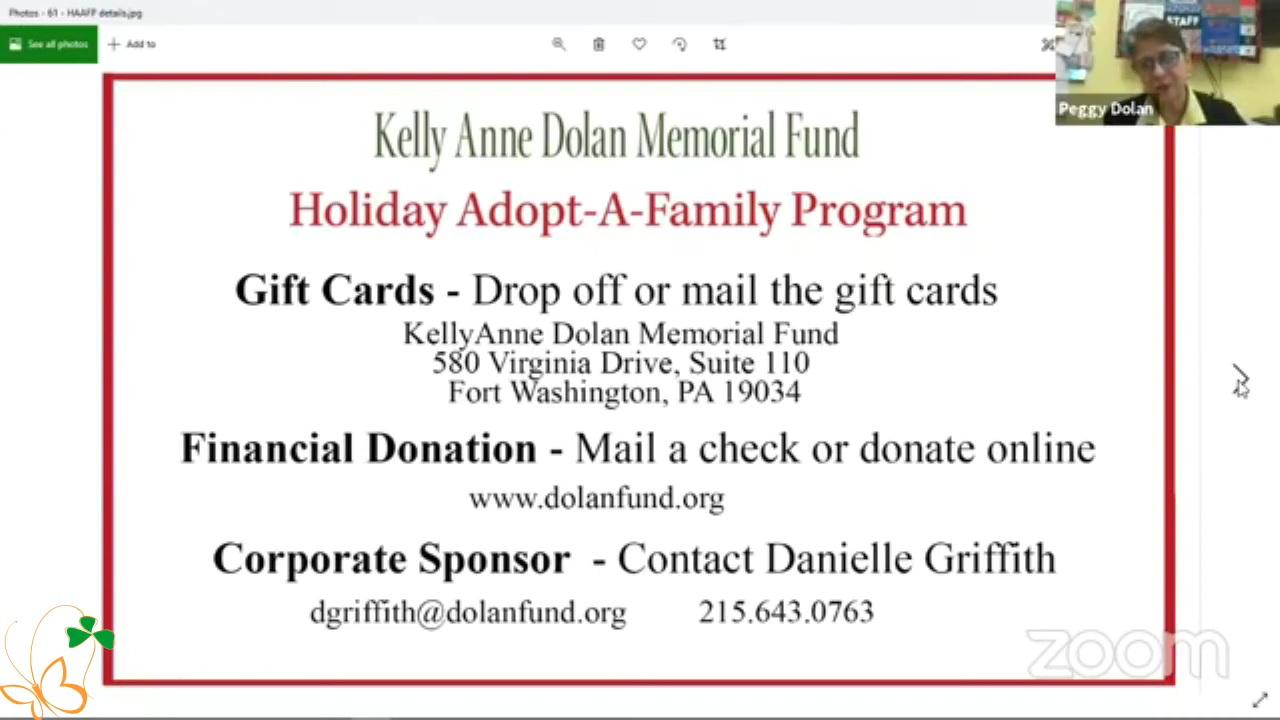 Photos - 61 - HAAFP details.jpg
See all photos
Add to
STAFF
Peggy Dolan
Kelly Anne Dolan Memorial Fund
Holiday Adopt-A-Family Program
Gift Cards - Drop off or mail the gift cards
KellyAnne Dolan Memorial Fund
580 Virginia Drive, Suite 110
Fort Washington, PA 19034
Financial Donation - Mail a check or donate online
www.dolanfund.org
Corporate Sponsor - Contact Danielle Griffith
dgriffith@dolanfund.org 215.643.0763
zoom